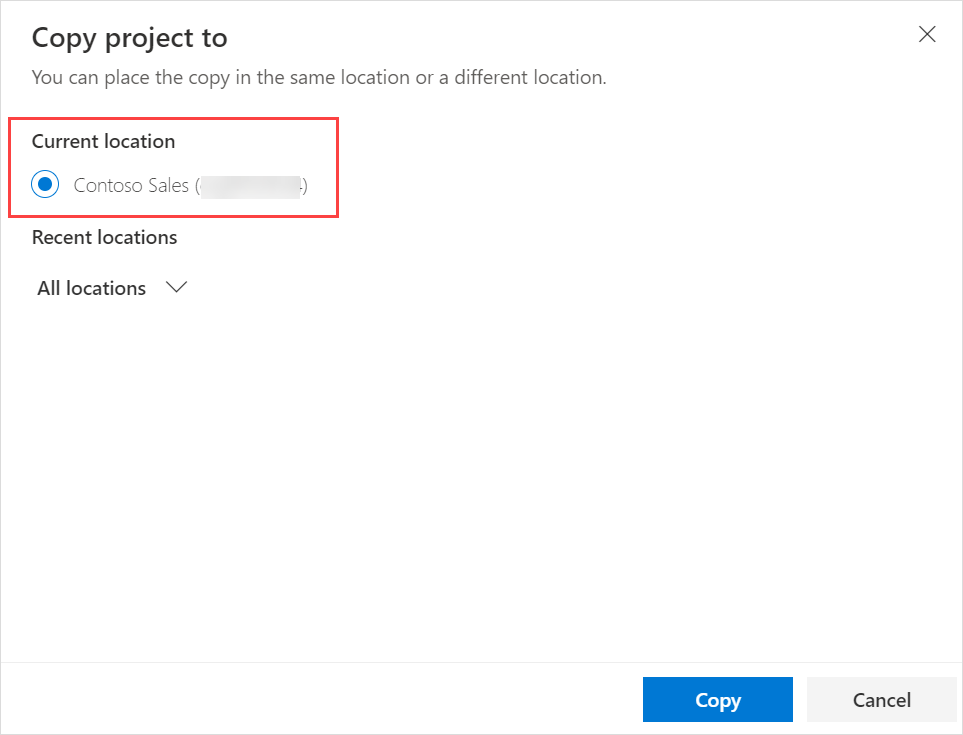 Copy project to
You can place the copy in the same location or a different location.
Current location
Contoso Sales (
)
Recent locations
All locations
Copy
Cancel